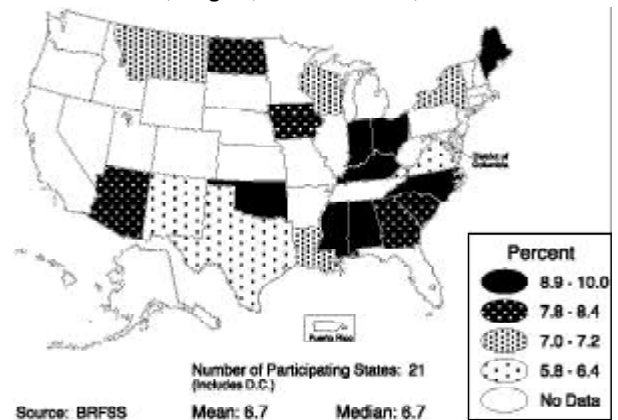 District of
Columbia
Puerto Rico
Percent
8.9 - 10.0
7.8 - 8.4
7.0 - 7.2
5.8 - 6.4
No Data
Number of Participating States: 21
(Includes D.C.)
Source: BRFSS Mean: 6.7 Median: 6.7